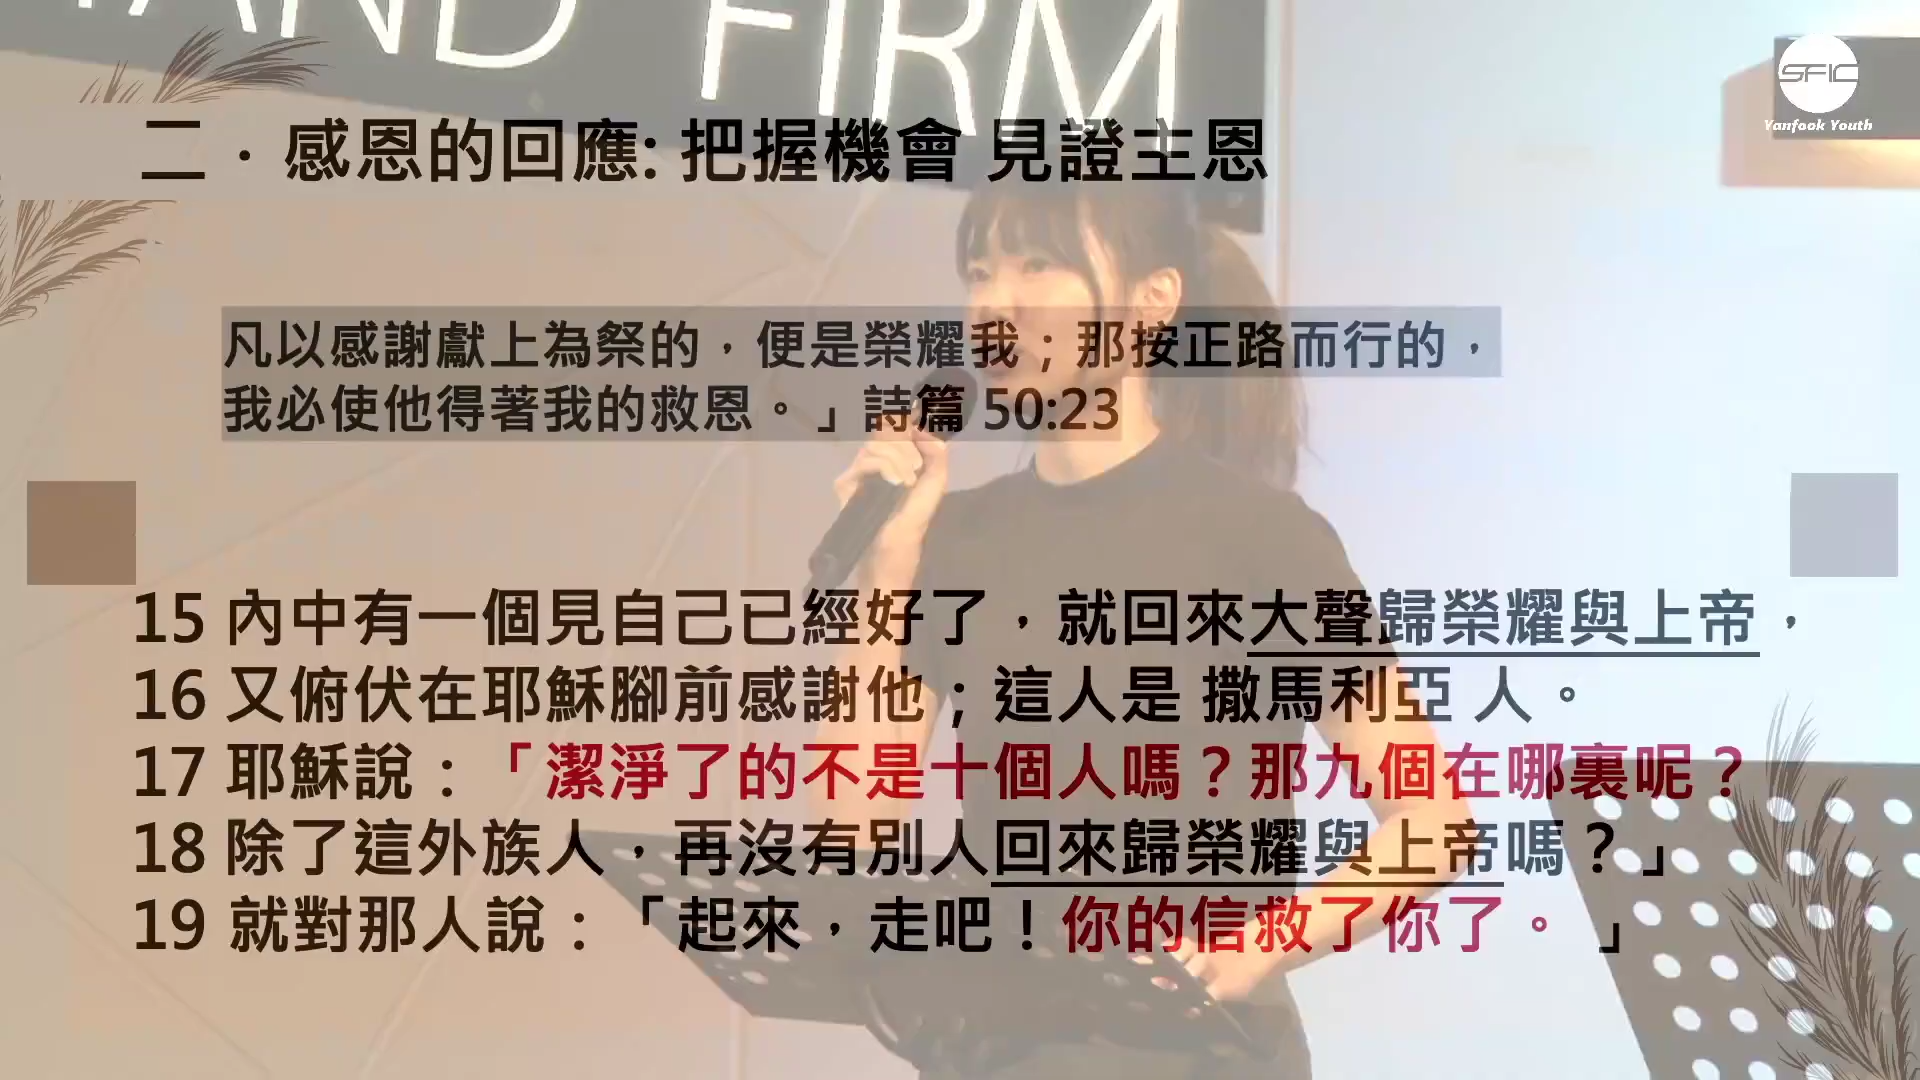 AND FIRM
SFIC
Yanfook Youth
二．感恩的回應: 把握機會 見證主恩
凡以感謝獻上為祭的，便是榮耀我；那按正路而行的，
我必使他得著我的救恩。」詩篇 50:23
15 內中有一個見自己已經好了，就回來大聲歸榮耀與上帝，
16 又俯伏在耶穌腳前感謝他；這人是 撒馬利亞 人。
17 耶穌說：「潔淨了的不是十個人嗎？那九個在哪裏呢？
18 除了這外族人，再沒有別人回來歸榮耀與上帝嗎？」
19 就對那人說：「起來，走吧！你的信救了你了。 」